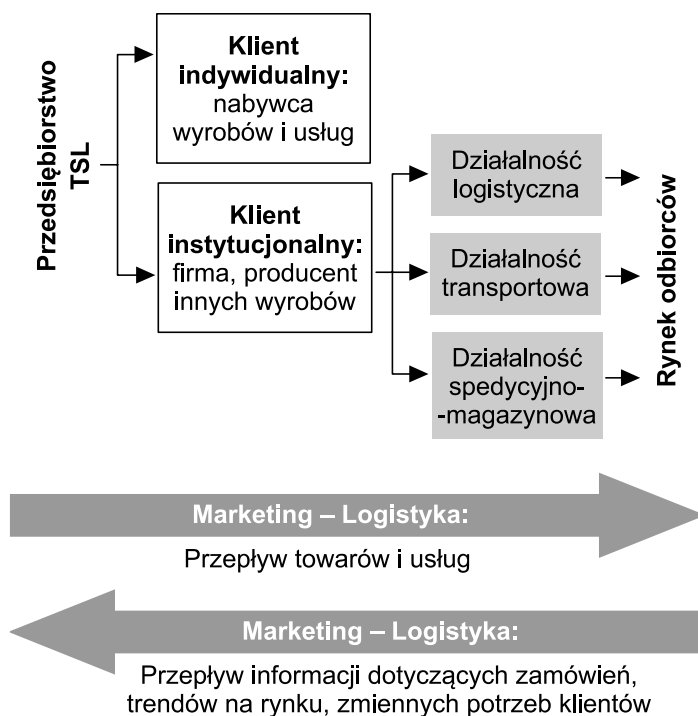 Przedsiębiorstwo
TSL
Klient
indywidualny:
nabywca
wyrobów i usług
Klient
instytucjonalny:
firma, producent
innych wyrobów
Działalność
logistyczna
Działalność
transportowa
Działalność
spedycyjno-
-magazynowa
Rynek odbiorców
Marketing – Logistyka:
Przepływ towarów i usług
Marketing – Logistyka:
Przepływ informacji dotyczących zamówień,
trendów na rynku, zmiennych potrzeb klientów